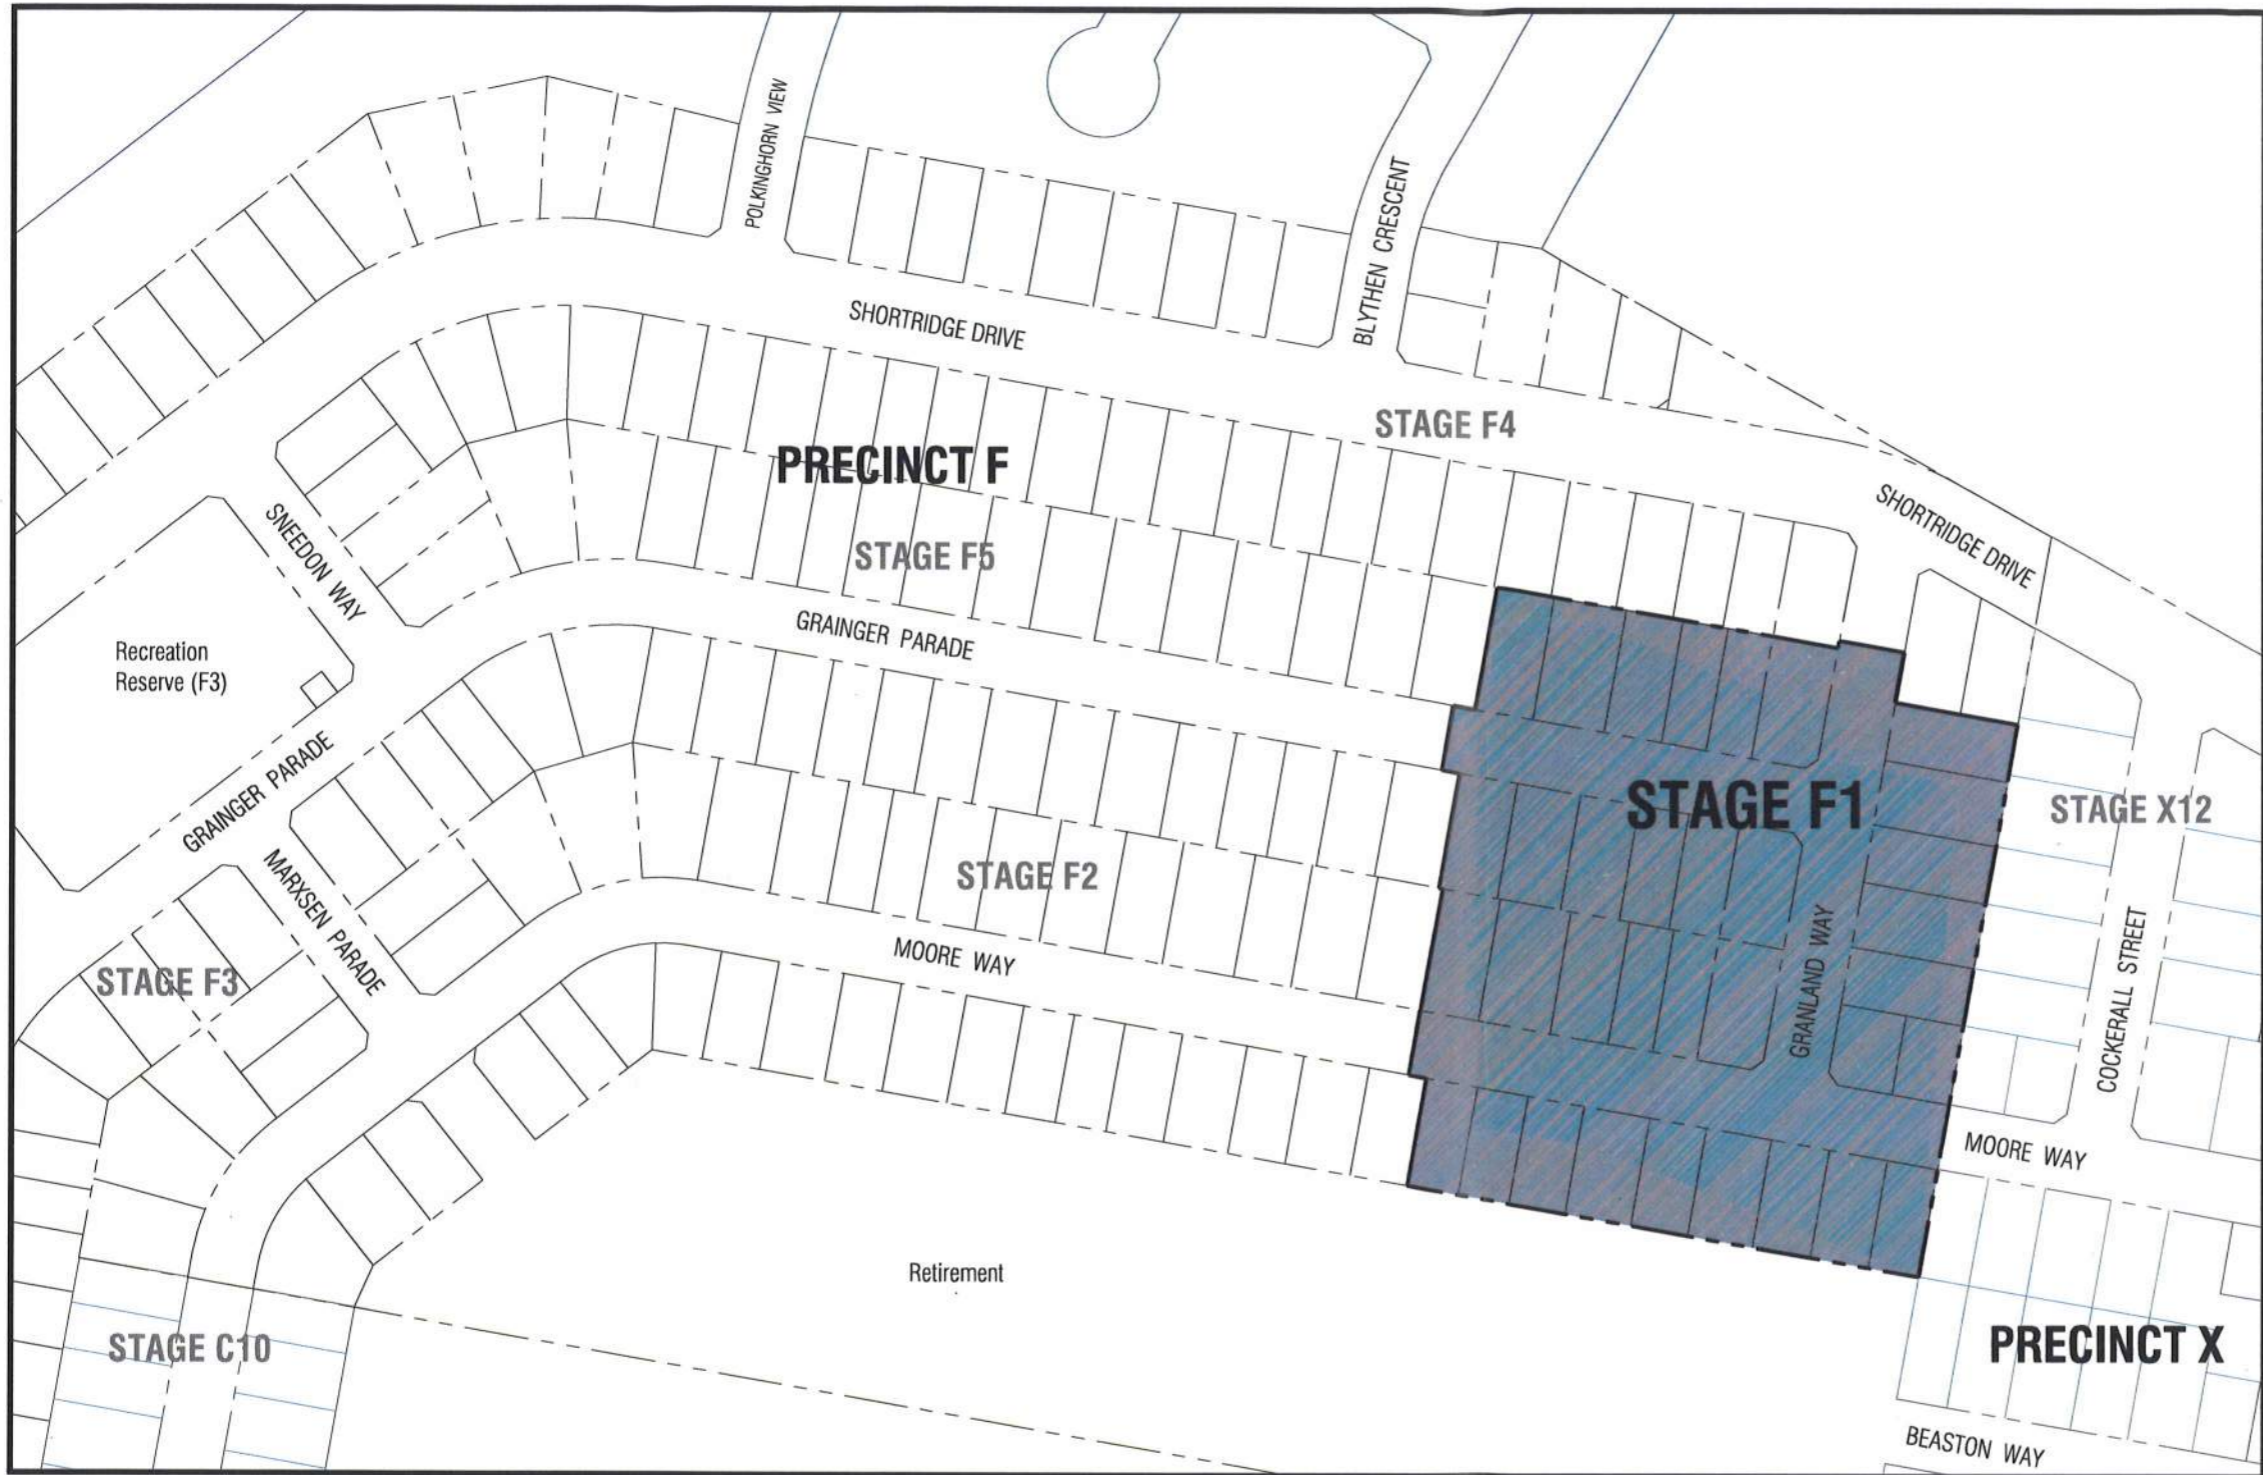 POLKINGHORN VIEW
BLYTHEN CRESCENT
SHORTRIDGE DRIVE
STAGE F4
PRECINCT F
SHORTRIDGE DRIVE
SNEEDON WAY
STAGE F5
GRAINGER PARADE
Recreation
Reserve (F3)
GRAINGER PARADE
STAGE F1
STAGE X12
MARXSEN PARADE
STAGE F2
GRANLAND WAY
COCKERALL STREET
MOORE WAY
STAGE F3
MOORE WAY
Retirement
STAGE C10
PRECINCT X
BEASTON WAY